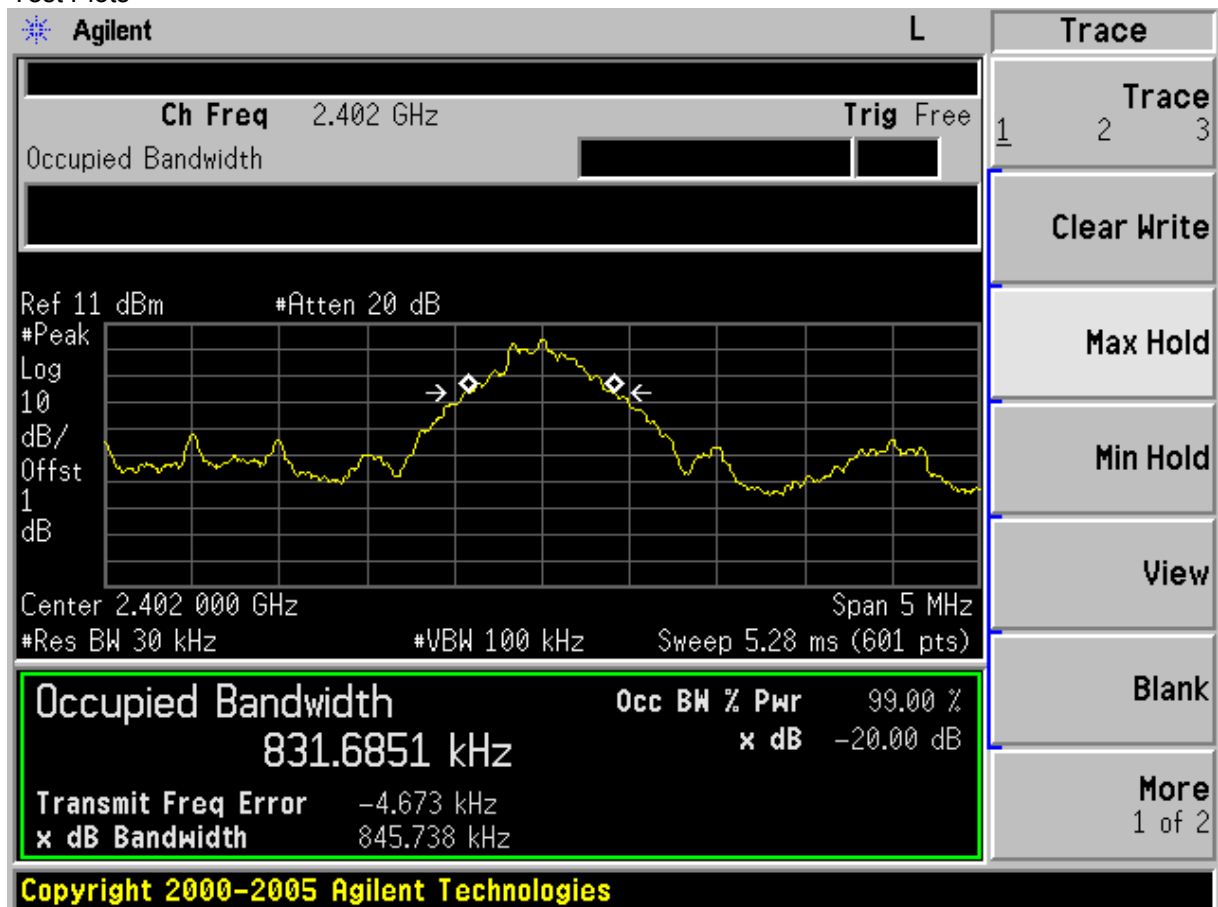 Agilent L Trace
Ch Freq 2.402 GHz Trig Free
Occupied Bandwidth
Trace
1 2 3
Clear Write
Ref 11 dBm #Atten 20 dB
#Peak
Log
10
dB/
Offst
1
dB
Max Hold
Min Hold
View
Center 2.402 000 GHz Span 5 MHz
#Res BW 30 kHz #VBW 100 kHz Sweep 5.28 ms (601 pts)
Occupied Bandwidth Occ BW % Pwr 99.00 %
831.6851 kHz x dB -20.00 dB
Transmit Freq Error -4.673 kHz
x dB Bandwidth 845.738 kHz
Blank
More
1 of 2
Copyright 2000-2005 Agilent Technologies